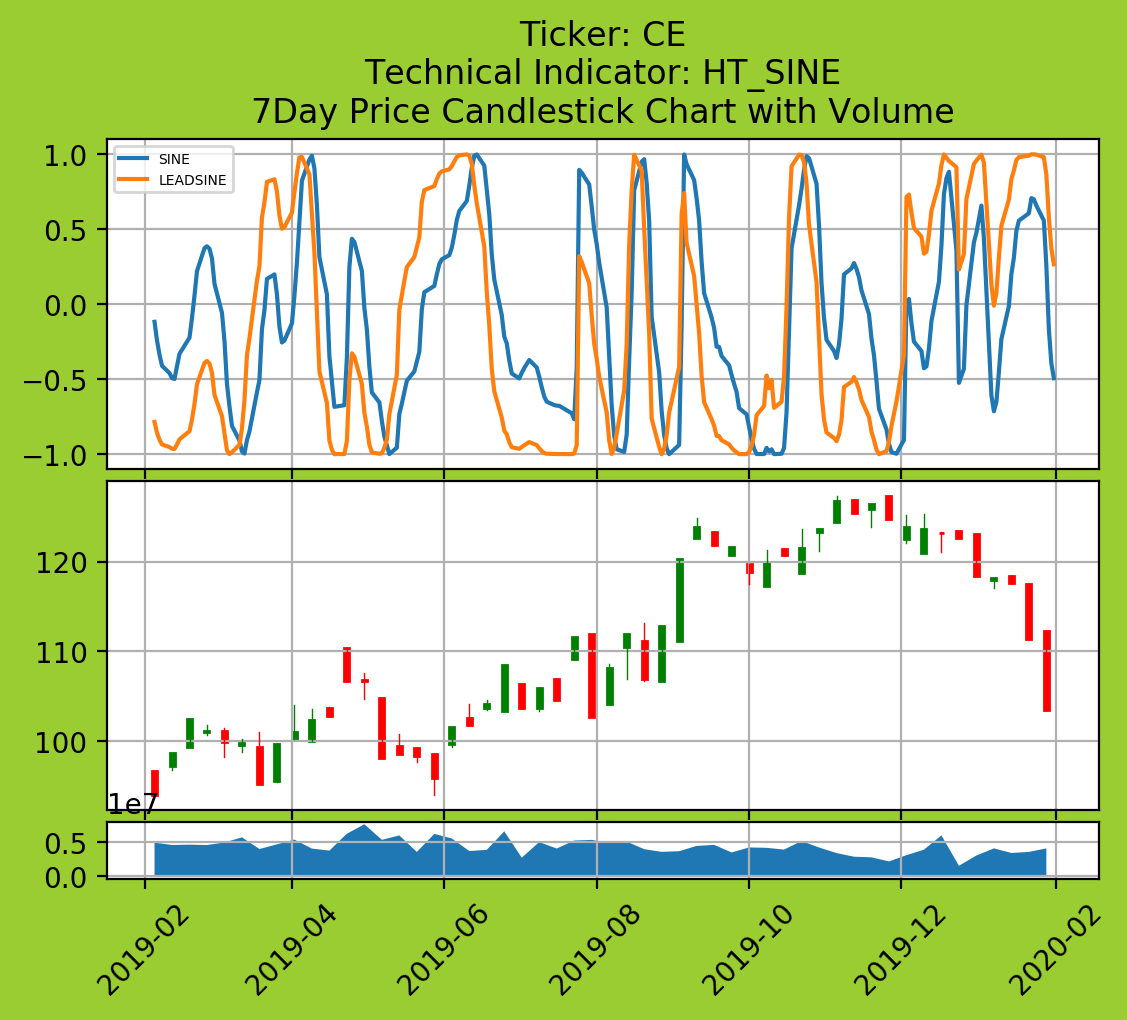 Ticker: CE
Technical Indicator: HT_SINE
7Day Price Candlestick Chart with Volume
SINE
LEADSINE
1.0
0.5
0.0
−0.5
−1.0
120
110
100
1e7
0.5
0.0
2019-02
2019-04
2019-06
2019-08
2019-10
2019-12
2020-02